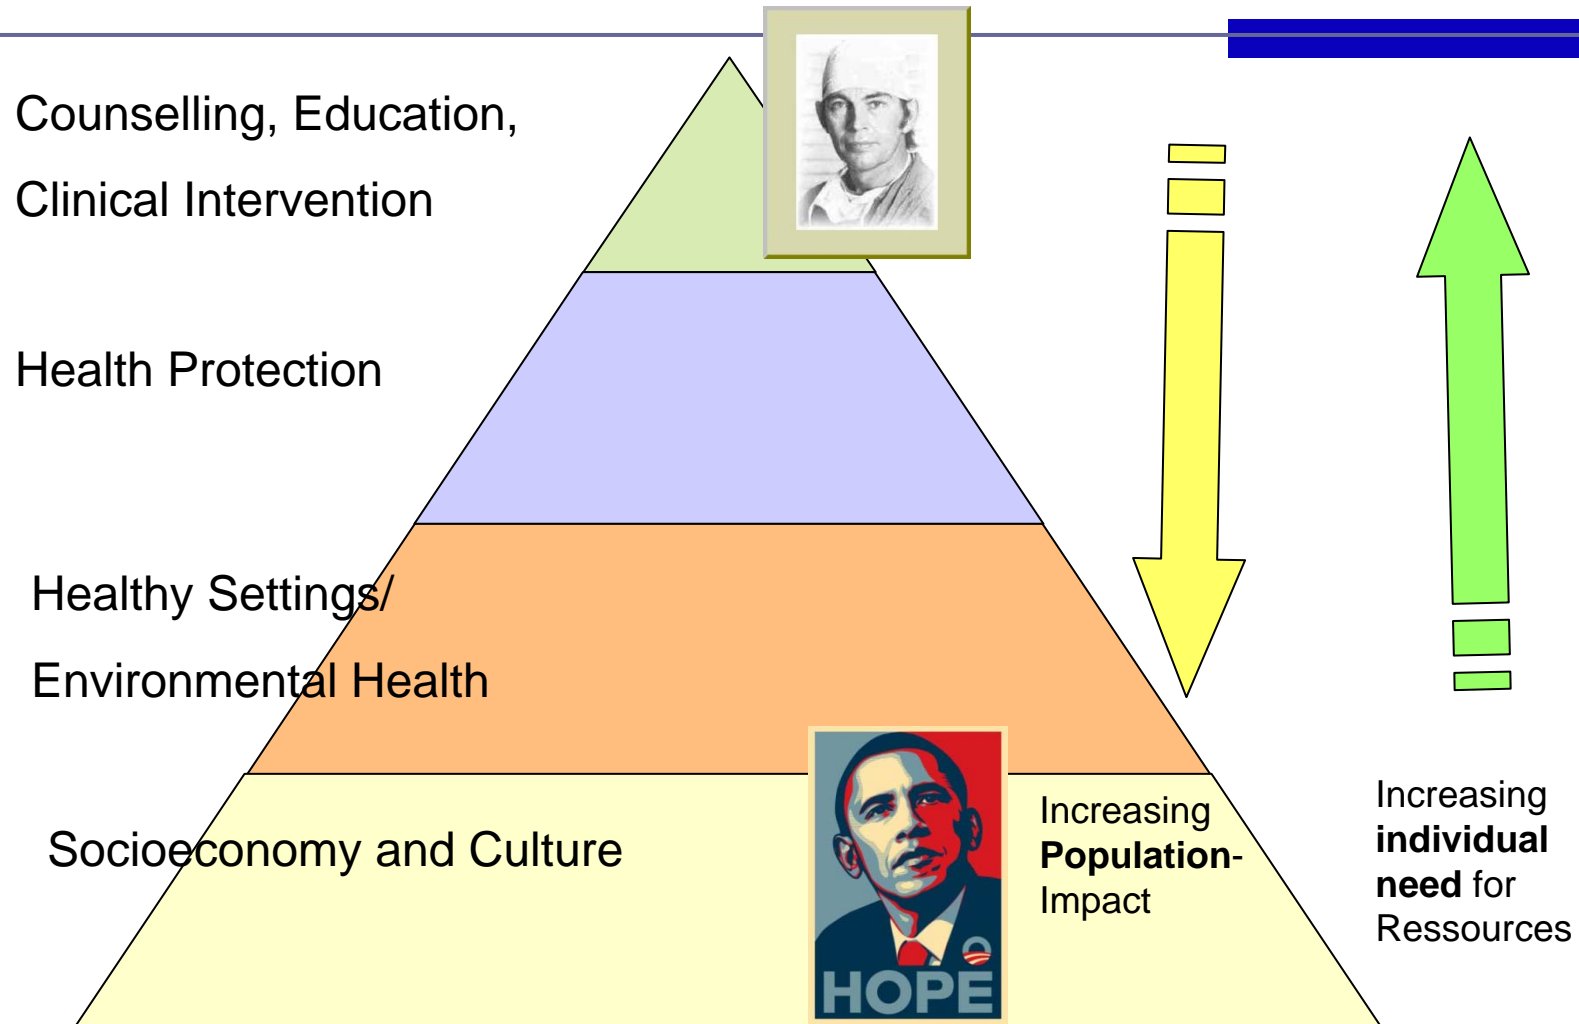 Counselling, Education,
Clinical Intervention
Health Protection
Healthy Settings/
Environmental Health
Socioeconomy and Culture
HOPE
Increasing
Population-
Impact
Increasing
individual
need for
Ressources